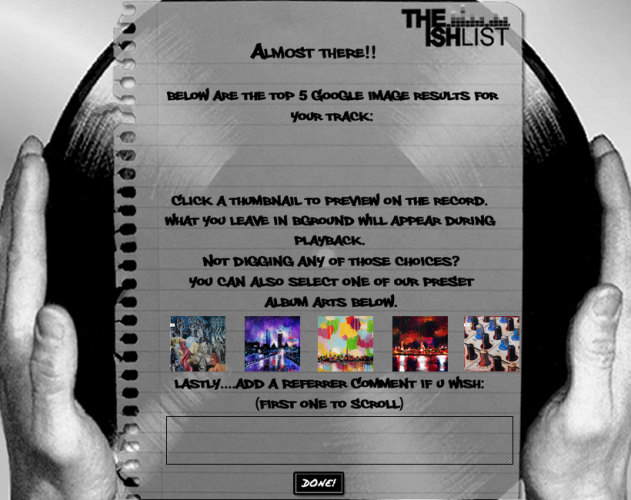 THE
ISHLIST
ALMOST THERE!!
BELOW ARE THE TOP 5 GOOGLE IMAGE RESULTS FOR
YOUR TRACK:
CLICK A THUMBNAIL TO PREVIEW ON THE RECORD.
WHAT YOU LEAVE IN BGROUND WILL APPEAR DURING
PLAYBACK.
NOT DIGGING ANY OF THOSE CHOICES?
YOU CAN ALSO SELECT ONE OF OUR PRESET
ALBUM ARTS BELOW.
LASTLY....ADD A REFERRER COMMENT IF U WISH:
(FIRST ONE TO SCROLL)
DONE!